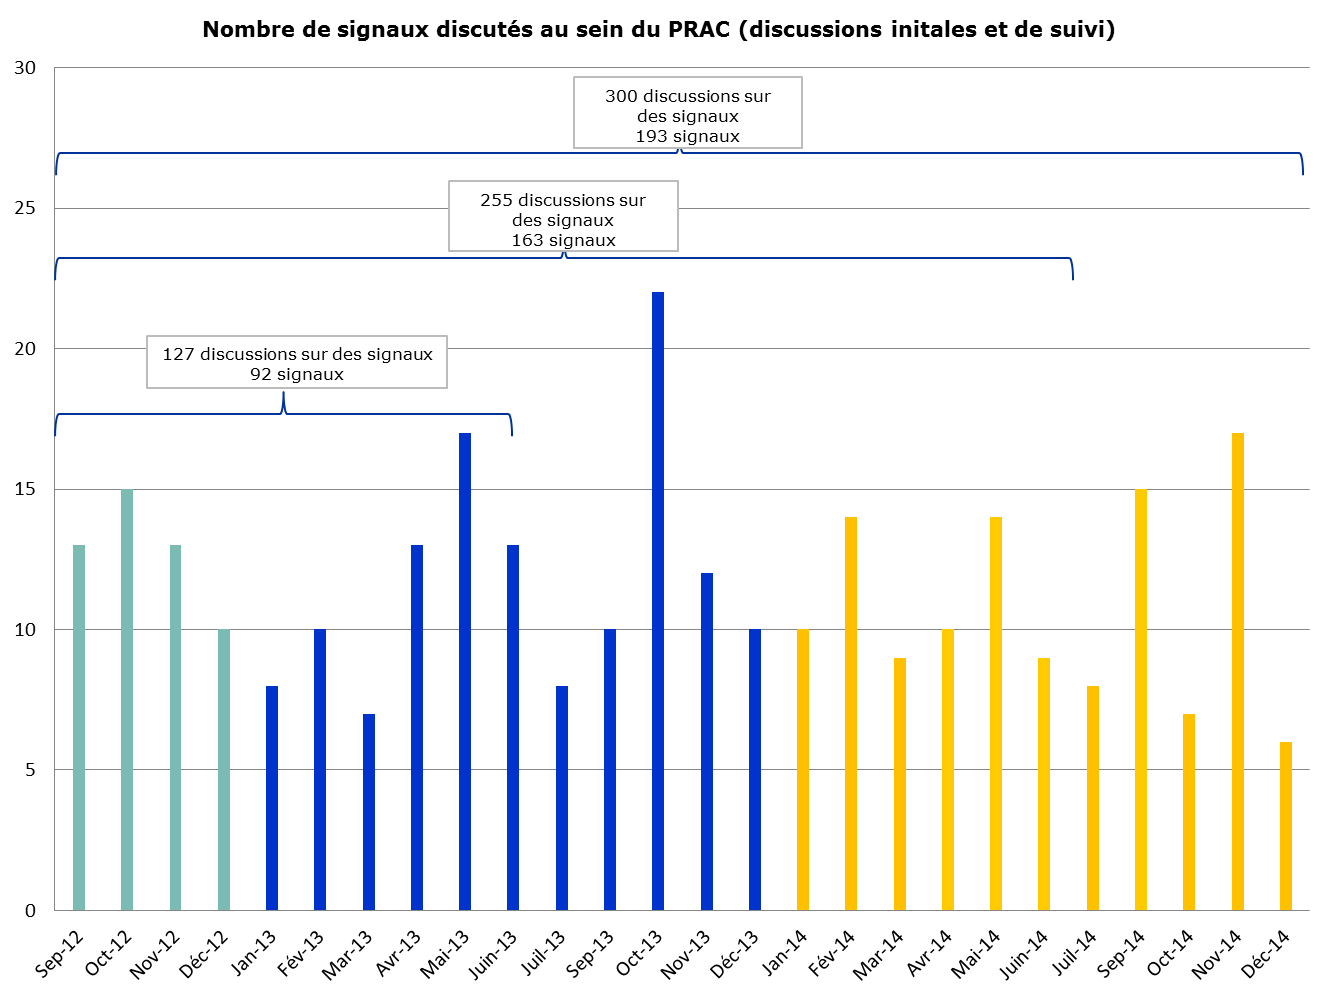 Nombre de signaux discutés au sein du PRAC (discussions initales et de suivi)
30
300 discussions sur
des signaux
193 signaux
25
255 discussions sur
des signaux
163 signaux
20
127 discussions sur des signaux
92 signaux
15
10
5
0
Sep-12
Oct-12
Nov-12
Déc-12
Jan-13
Fév-13
Mar-13
Avr-13
Mai-13
Juin-13
Juil-13
Sep-13
Oct-13
Nov-13
Déc-13
Jan-14
Fév-14
Mar-14
Avr-14
Mai-14
Juin-14
Juil-14
Sep-14
Oct-14
Nov-14
Déc-14